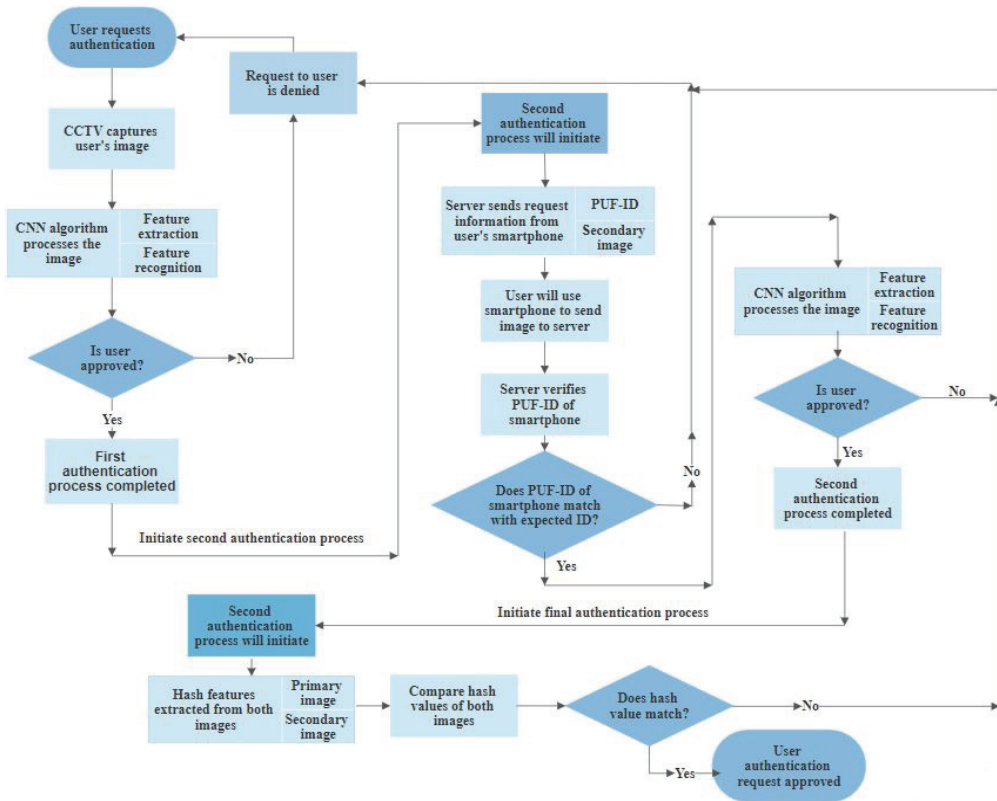 User requests
authentication
Request to user
is denied
CCTV captures
user's image
CNN algorithm
processes the
image
Feature
extraction
Feature
recognition
Is user
approved?
No
Yes
First
authentication
process completed
Initiate second authentication process
Second
authentication
process will initiate
Server sends request
information from
user's smartphone
PUF-ID
Secondary
image
User will use
smartphone to send
image to server
Server verifies
PUF-ID of
smartphone
Does PUF-ID of
smartphone match
with expected ID?
No
Yes
CNN algorithm
processes the image
Feature
extraction
Feature
recognition
Is user
approved?
No
Yes
Second
authentication
process completed
Initiate final authentication process
Second
authentication
process will initiate
Hash features
extracted from both
images
Primary
image
Secondary
image
Compare hash
values of both
images
Does hash
value match?
No
Yes
User
authentication
request approved